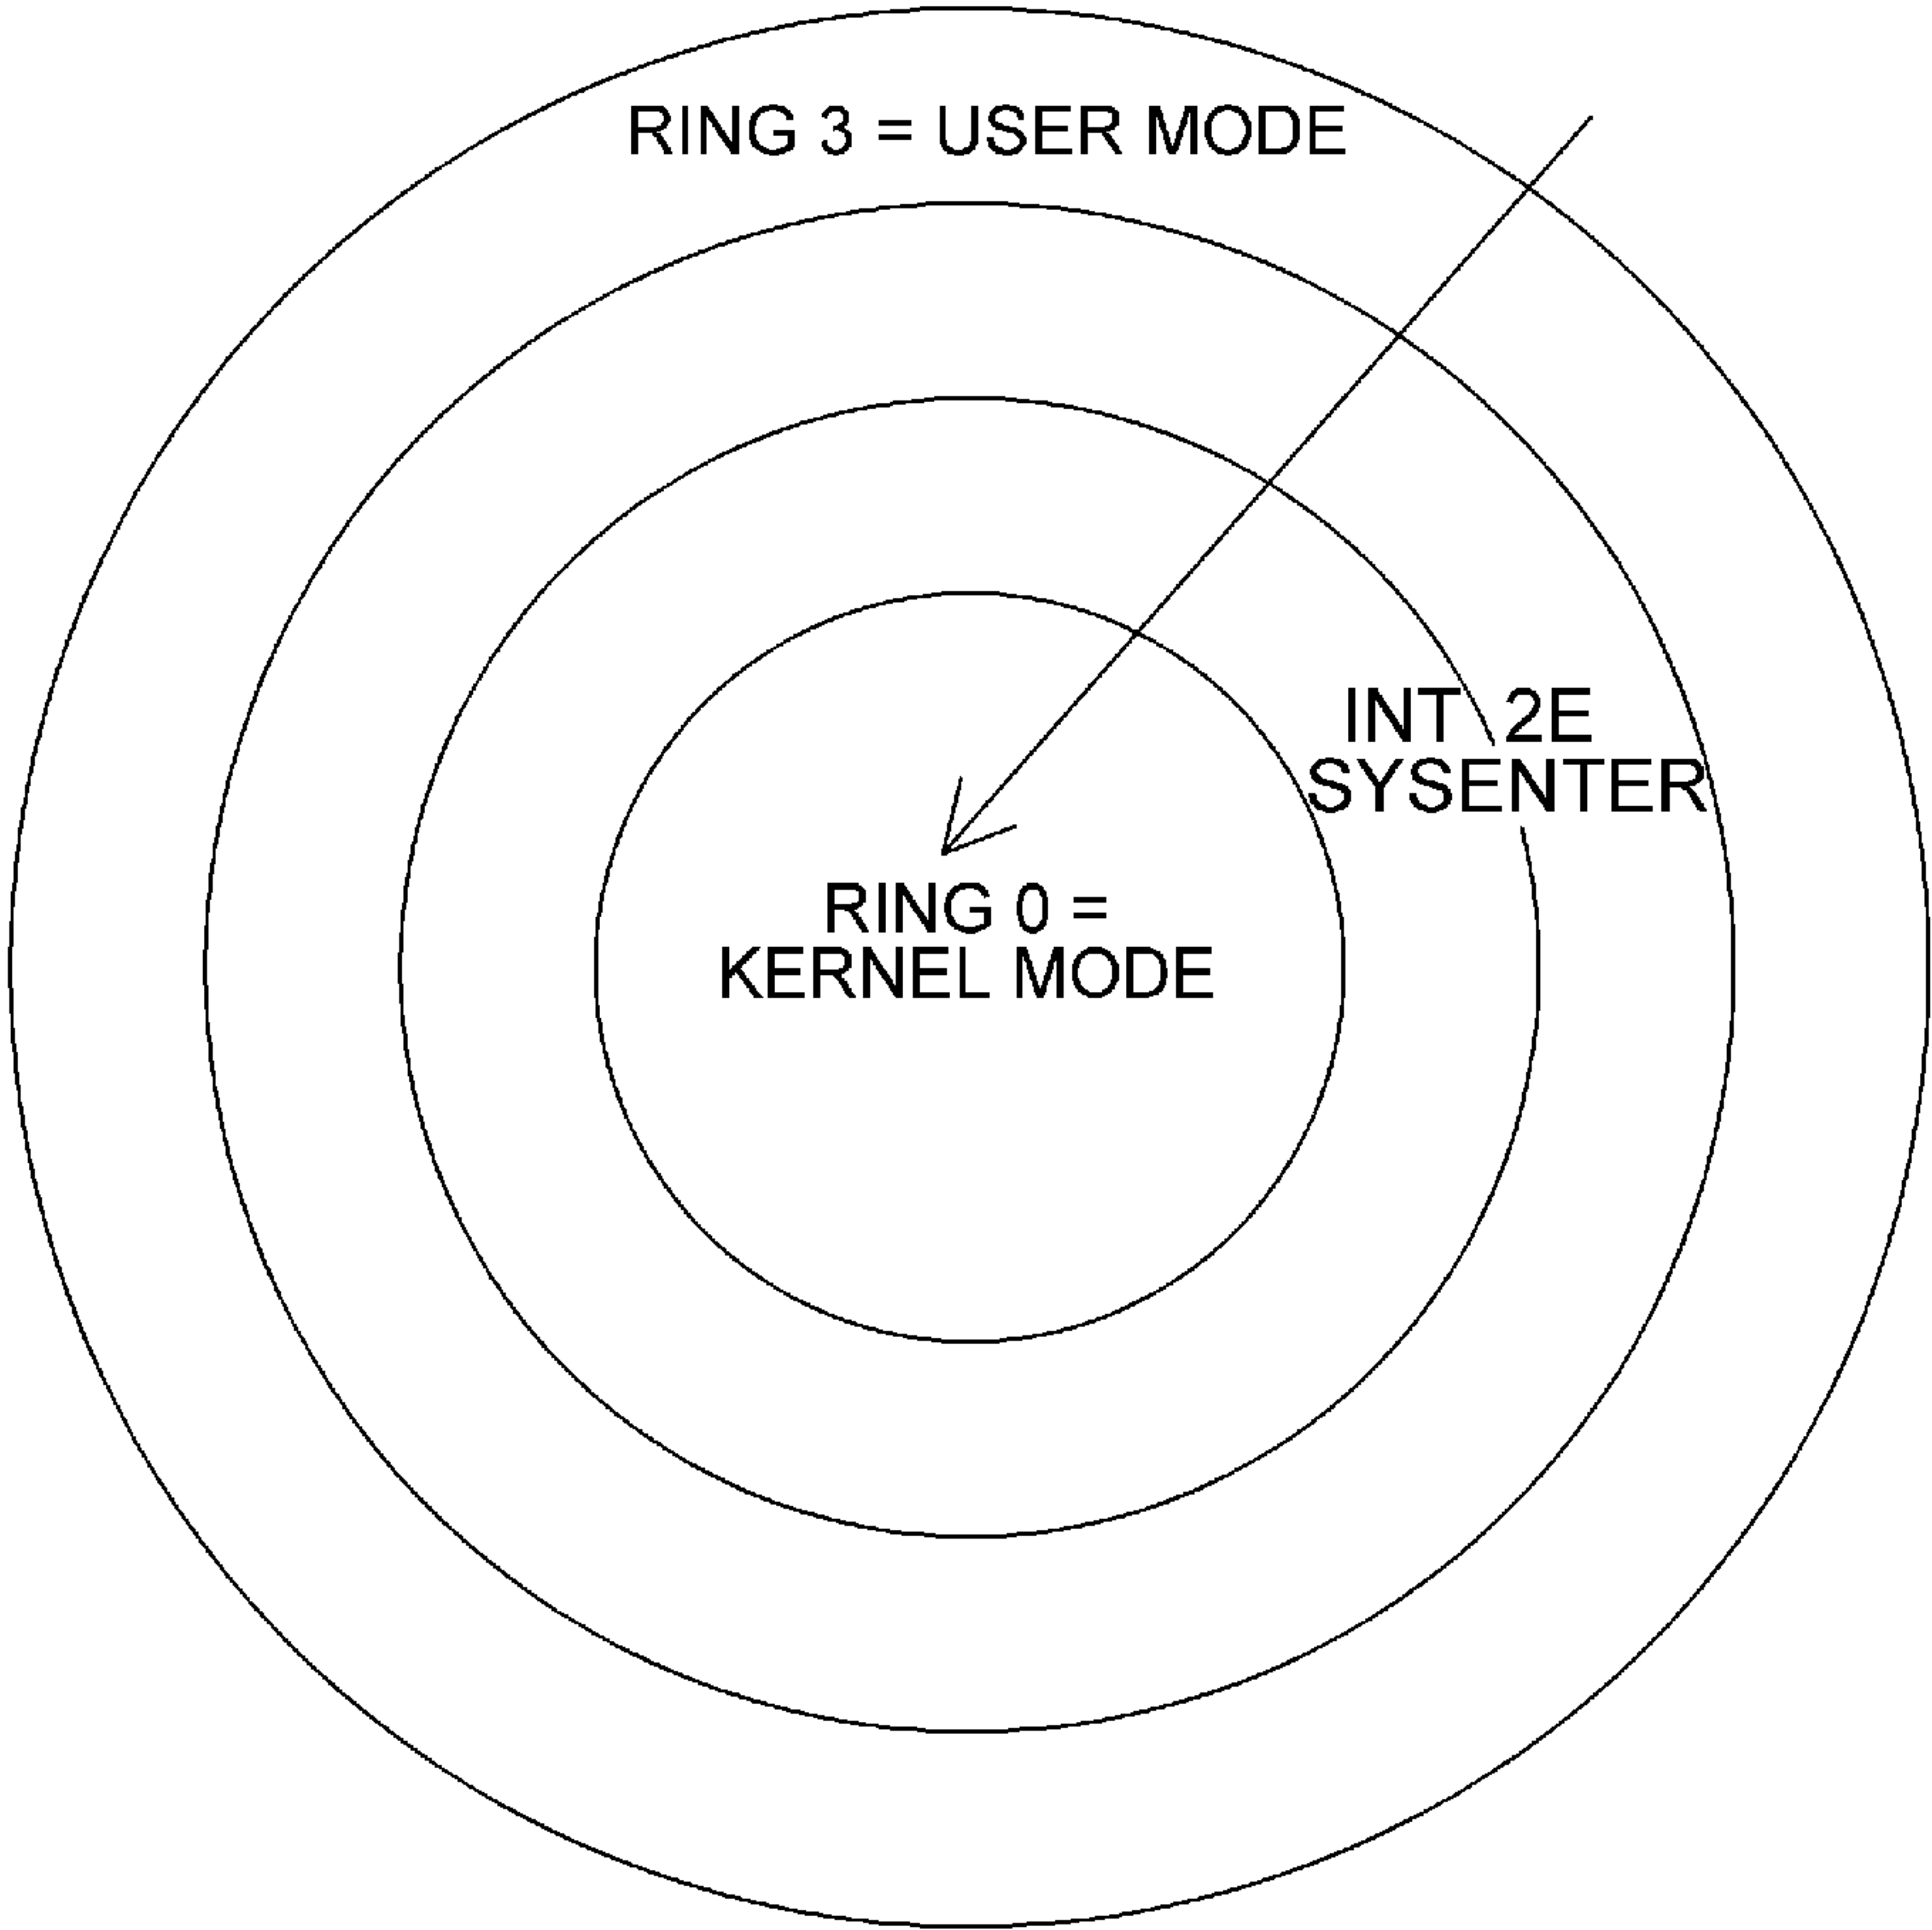 RING 3 = USER MODE
INT 2E
SYSENTER
RING 0 =
KERNEL MODE